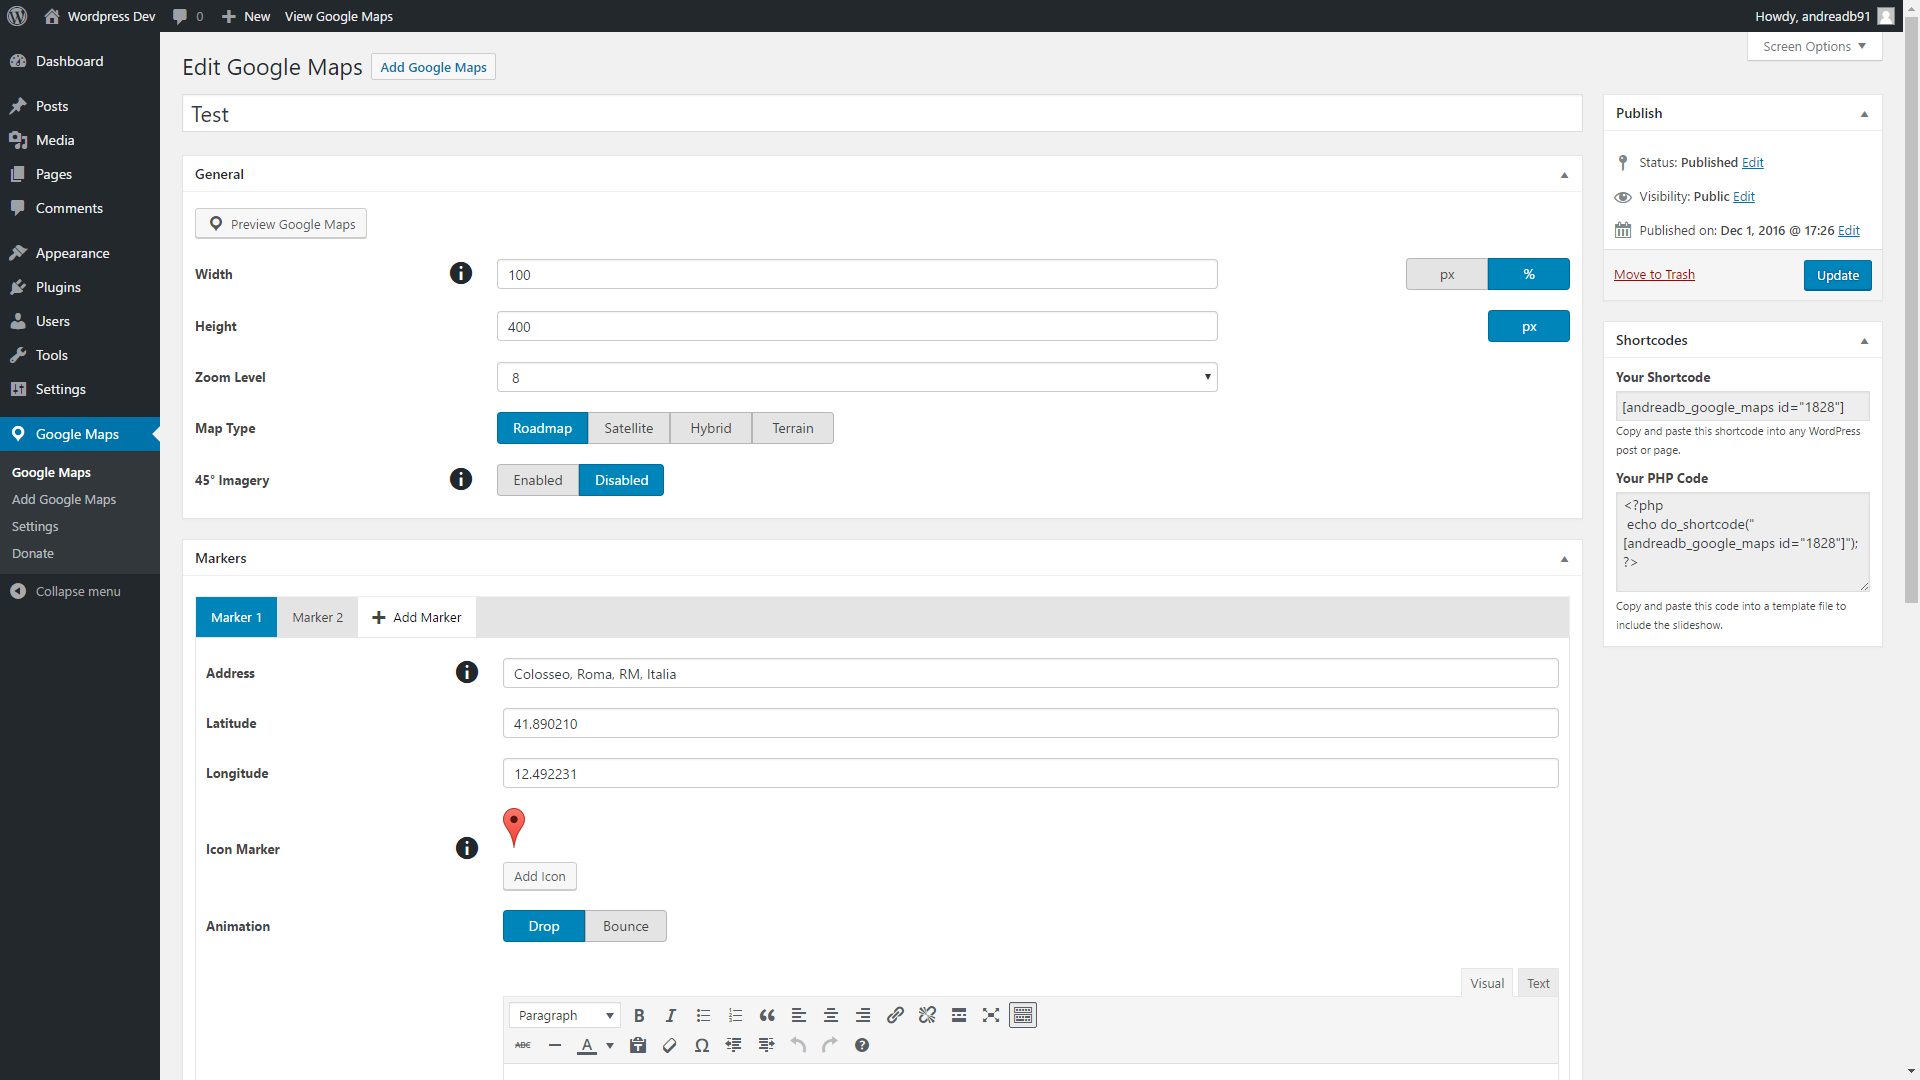 Wordpress Dev
0
New
View Google Maps
Howdy, andreadb91
Screen Options
Dashboard
Posts
Media
Pages
Comments
Appearance
Plugins
Users
Tools
Settings
Google Maps
Google Maps
Add Google Maps
Settings
Donate
Collapse menu
Edit Google Maps
Add Google Maps
Test
General
Preview Google Maps
Width
100
px
%
Height
400
px
Zoom Level
8
Map Type
Roadmap
Satellite
Hybrid
Terrain
45° Imagery
Enabled
Disabled
Markers
Marker 1
Marker 2
Add Marker
Address
Colosseo, Roma, RM, Italia
Latitude
41.890210
Longitude
12.492231
Icon Marker
Add Icon
Animation
Drop
Bounce
Visual
Text
Paragraph
B
I
ABC
A
Ω
Publish
Status: Published Edit
Visibility: Public Edit
Published on: Dec 1, 2016 @ 17:26 Edit
Move to Trash
Update
Shortcodes
Your Shortcode
[andreadb_google_maps id="1828"]
Copy and paste this shortcode into any WordPress
post or page.
Your PHP Code
<?php
echo do_shortcode("
[andreadb_google_maps id="1828"]");
?>
Copy and paste this code into a template file to
include the slideshow.